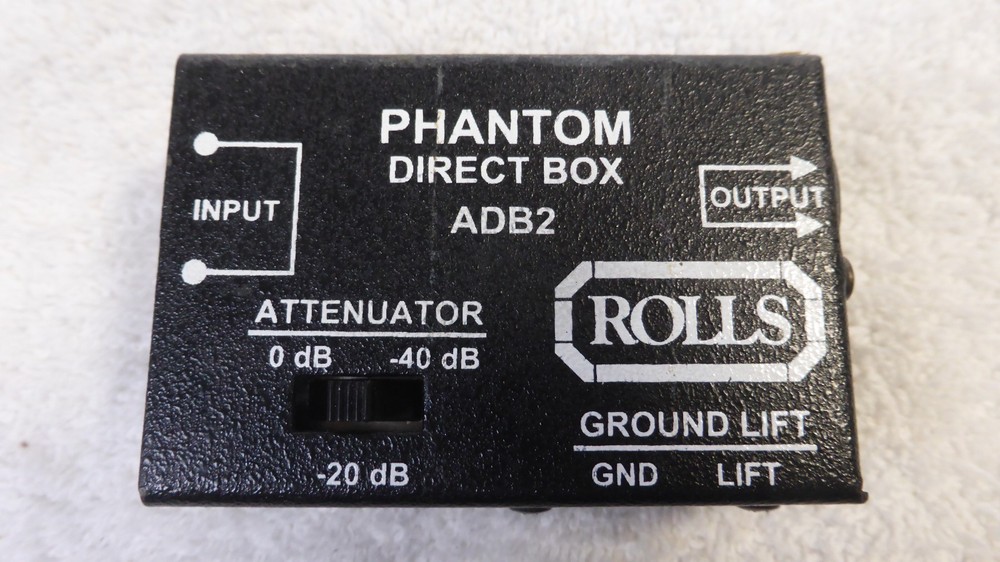 PHANTOM
DIRECT BOX
ADB2
INPUT
OUTPUT
ATTENUATOR
0 dB -40 dB
-20 dB
ROLLS
GROUND LIFT
GND LIFT